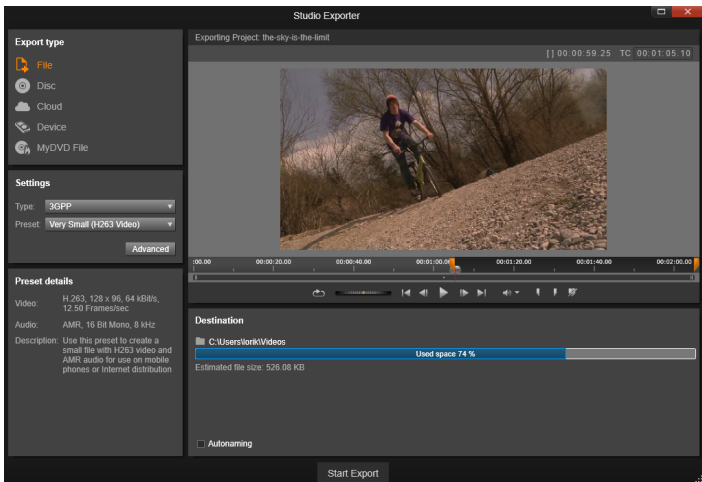 Studio Exporter
Export type
File
Disc
Cloud
Device
MyDVD File
Settings
Type: 3GPP
Preset: Very Small (H263 Video)
Advanced
Preset details
Video: H.263, 128 x 96, 64 kBit/s,
12.50 Frames/sec
Audio: AMR, 16 Bit Mono, 8 kHz
Description: Use this preset to create a
small file with H263 video and
AMR audio for use on mobile
phones or Internet distribution
Exporting Project: the-sky-is-the-limit
[ ] 00:00:59.25 TC 00:01:05.10
:00.00 00:00:20.00 00:00:40.00 00:01:00.00 00:01:20.00 00:01:40.00 00:02:00.00
Destination
C:\Users\lorik\Videos
Used space 74 %
Estimated file size: 526.08 KB
Autonaming
Start Export